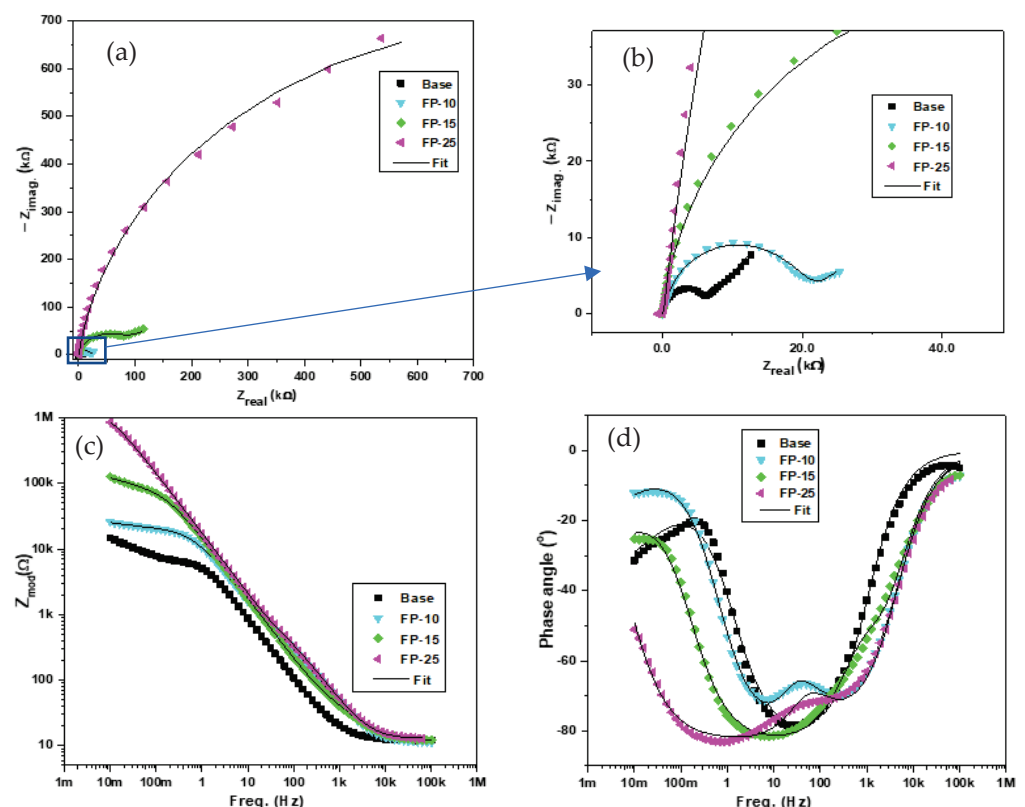 (a)
700
600
500
400
300
200
100
0
−Z_imag. (kΩ)
Base
FP-10
FP-15
FP-25
Fit
0 100 200 300 400 500 600 700
Z_real (kΩ)
(b)
30
20
10
0
−Z_imag. (kΩ)
Base
FP-10
FP-15
FP-25
Fit
0.0 20.0 40.0
Z_real (kΩ)
(c)
1M
100k
10k
1k
100
10
Z_mod(Ω)
Base
FP-10
FP-15
FP-25
Fit
1m 10m 100m 1 10 100 1k 10k 100k 1M
Freq. (Hz)
(d)
0
-20
-40
-60
-80
Phase angle (°)
Base
FP-10
FP-15
FP-25
Fit
1m 10m 100m 1 10 100 1k 10k 100k 1M
Freq. (Hz)